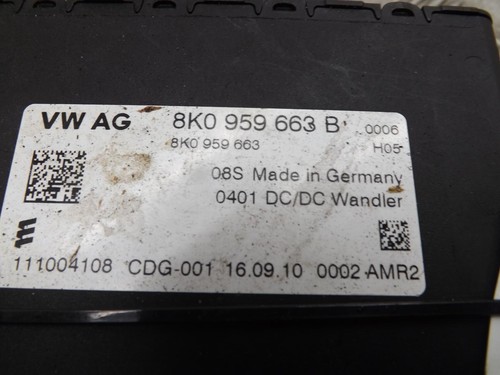 VW AG 8K0 959 663 B 0006
8K0 959 663 H05
08S Made in Germany
0401 DC/DC Wandler
m
111004108 CDG-001 16.09.10 0002 AMR2